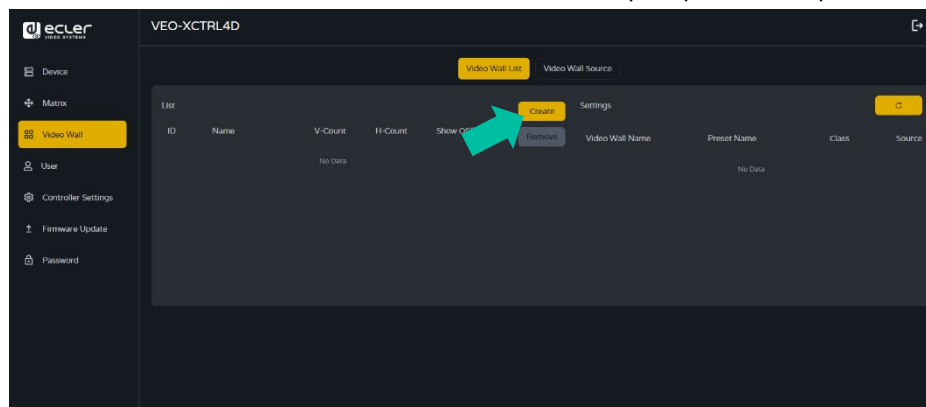 ecler
VIDEO SYSTEMS
VEO-XCTRL4D
Device
Matrix
Video Wall
User
Controller Settings
Firmware Update
Password
Video Wall List
Video Wall Source
List
Create
Remove
ID
Name
V-Count
H-Count
Show
No Data
Settings
Video Wall Name
Preset Name
Class
Source
No Data